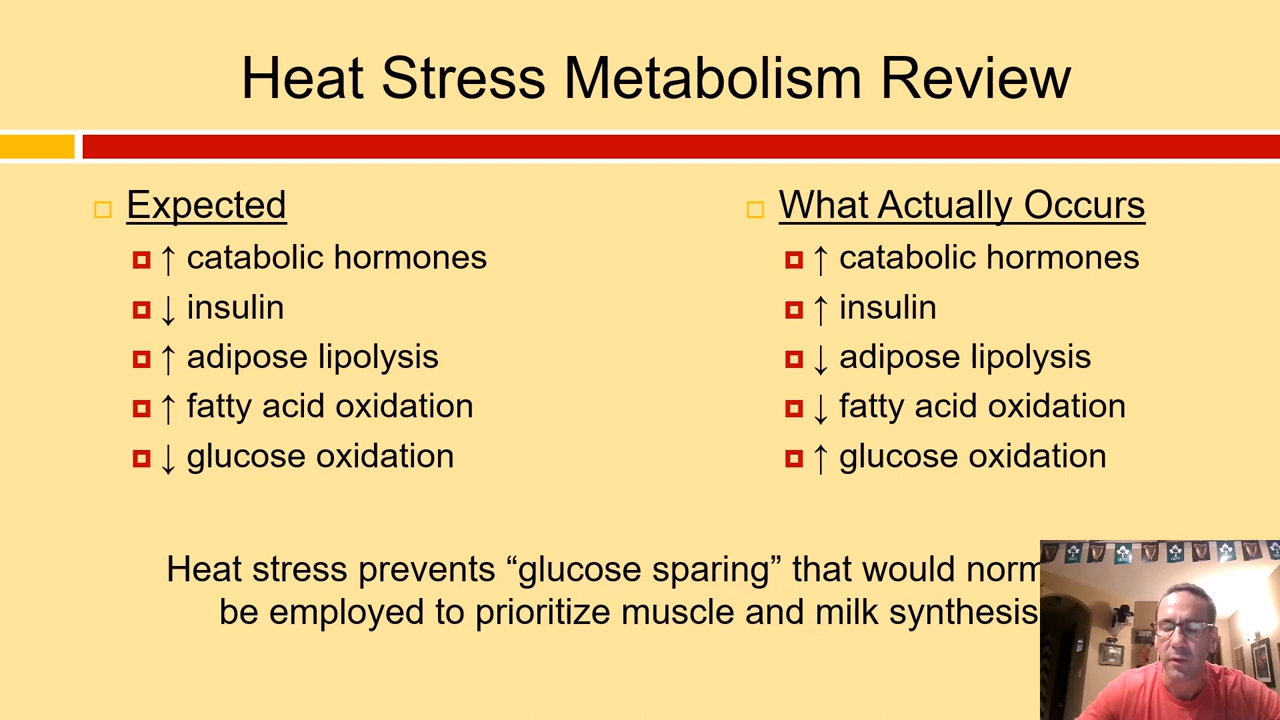 Heat Stress Metabolism Review
Expected
↑ catabolic hormones
↓ insulin
↑ adipose lipolysis
↑ fatty acid oxidation
↓ glucose oxidation
What Actually Occurs
↑ catabolic hormones
↑ insulin
↓ adipose lipolysis
↓ fatty acid oxidation
↑ glucose oxidation
Heat stress prevents “glucose sparing” that would
be employed to prioritize muscle and milk synthesis